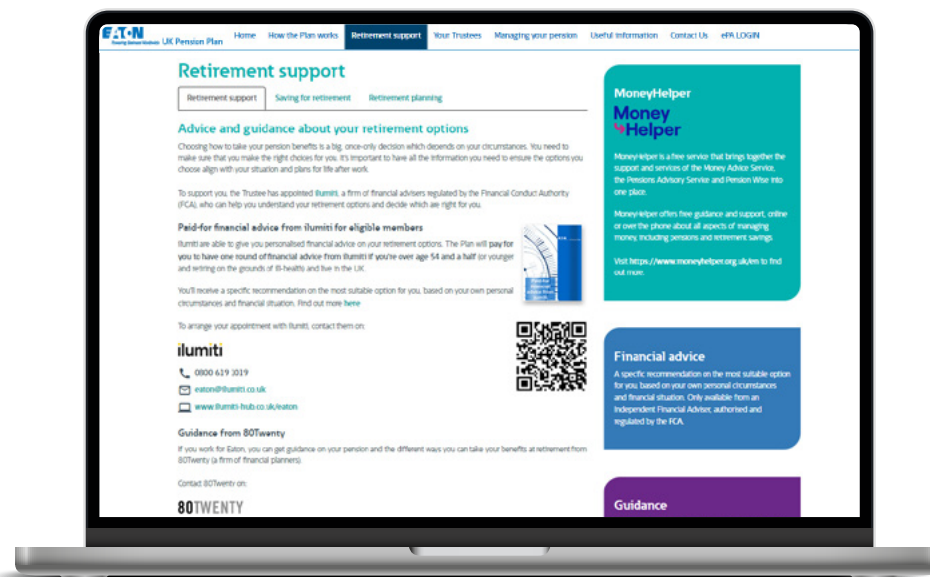 EATON
Powering Business Worldwide UK Pension Plan
Home How the Plan works Retirement support Your Trustees Managing your pension Useful information Contact Us ePA LOGIN
Retirement support
Retirement support Saving for retirement Retirement planning
Advice and guidance about your retirement options
Choosing how to take your pension benefits is a big, once-only decision which depends on your circumstances. You need to
make sure that you make the right choices for you. It's important to have all the information you need to ensure the options you
choose align with your situation and plans for life after work.
To support you, the Trustee has appointed ilumiti, a firm of financial advisers regulated by the Financial Conduct Authority
(FCA), who can help you understand your retirement options and decide which are right for you.
Paid-for financial advice from ilumiti for eligible members
Ilumiti are able to give you personalised financial advice on your retirement options. The Plan will pay for
you to have one round of financial advice from Ilumiti if you're over age 54 and a half (or younger
and retiring on the grounds of ill-health) and live in the UK.
You'll receive a specific recommendation on the most suitable option for you, based on your own personal
circumstances and financial situation. Find out more here
To arrange your appointment with Ilumiti, contact them on:
ilumiti
0800 619 1019
eaton@ilumiti.co.uk
www.ilumiti-hub.co.uk/eaton
Guidance from 80Twenty
If you work for Eaton, you can get guidance on your pension and the different ways you can take your benefits at retirement from
80Twenty (a firm of financial planners).
Contact 80Twenty on:
80TWENTY
MoneyHelper
Money
Helper
MoneyHelper is a free service that brings together the
support and services of the Money Advice Service,
the Pensions Advisory Service and Pension Wise into
one place.
MoneyHelper offers free guidance and support, online
or over the phone about all aspects of managing
money, including pensions and retirement savings.
Visit https://www.moneyhelper.org.uk/en to find
out more.
Financial advice
A specific recommendation on the most suitable option
for you based on your own personal circumstances
and financial situation. Only available from an
Independent Financial Adviser, authorised and
regulated by the FCA.
Guidance